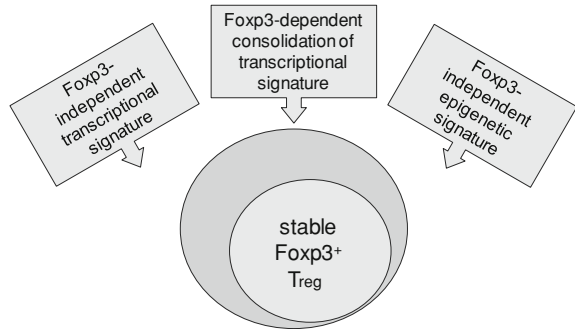 Foxp3-
independent
transcriptional
signature
Foxp3-dependent
consolidation of
transcriptional
signature
Foxp3-
independent
epigenetic
signature
stable
Foxp3+
Treg